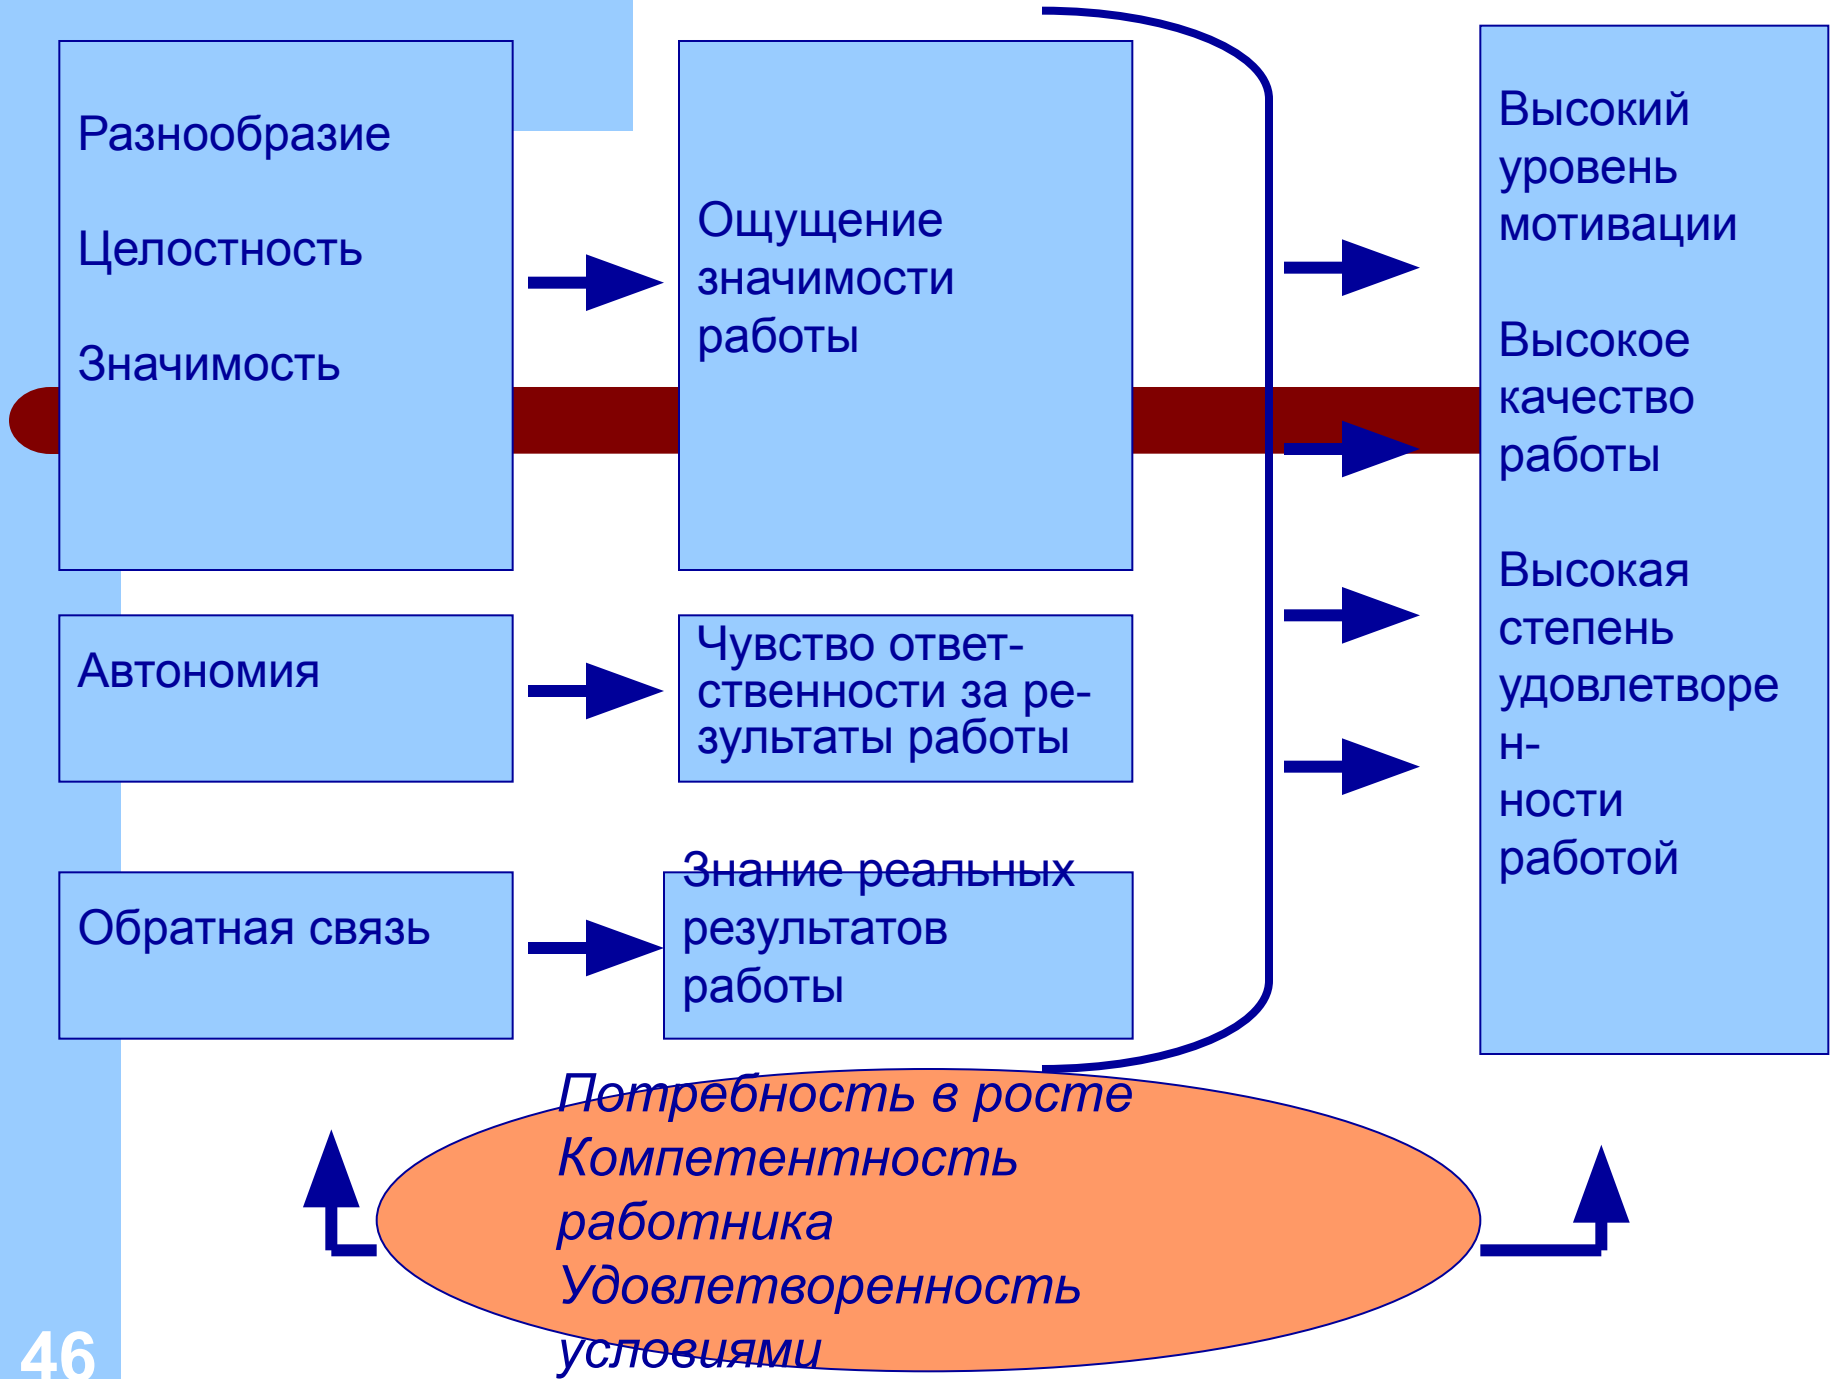 Разнообразие
Целостность
Значимость
Ощущение
значимости
работы
Высокий
уровень
мотивации
Высокое
качество
работы
Высокая
степень
удовлетворе
н-
ности
работой
Автономия
Чувство ответ-
ственности за ре-
зультаты работы
Обратная связь
Знание реальных
результатов
работы
Потребность в росте
Компетентность
работника
Удовлетворенность
условиями
46